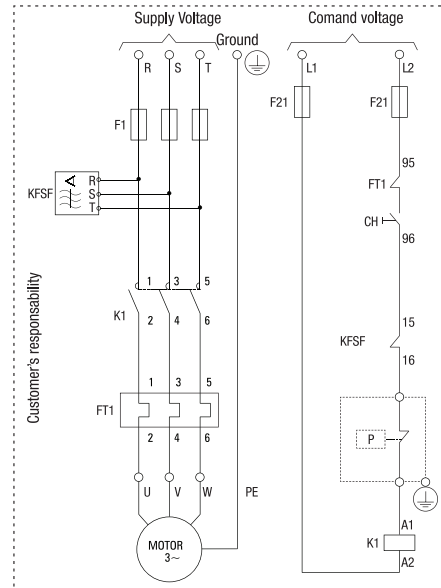 Supply Voltage
Comand voltage
Ground
R S T
L1 L2
F1
F21
F21
95
FT1
CH
96
KFSF
R
S
T
1 3 5
K1
2 4 6
15
KFSF
16
1 3 5
FT1
2 4 6
P
U V W PE
MOTOR
3~
A1
K1
A2
Customer's responsability